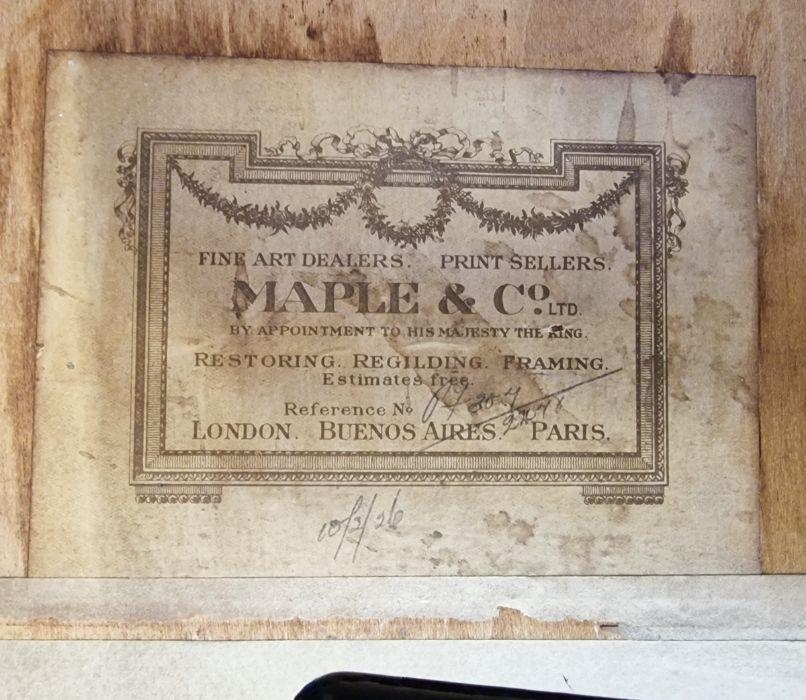 FINE ART DEALERS. PRINT SELLERS.
MAPLE & Co. LTD.
BY APPOINTMENT TO HIS MAJESTY THE KING.
RESTORING. REGILDING. FRAMING.
Estimates free.
Reference No
LONDON. BUENOS AIRES. PARIS.
10/2/26